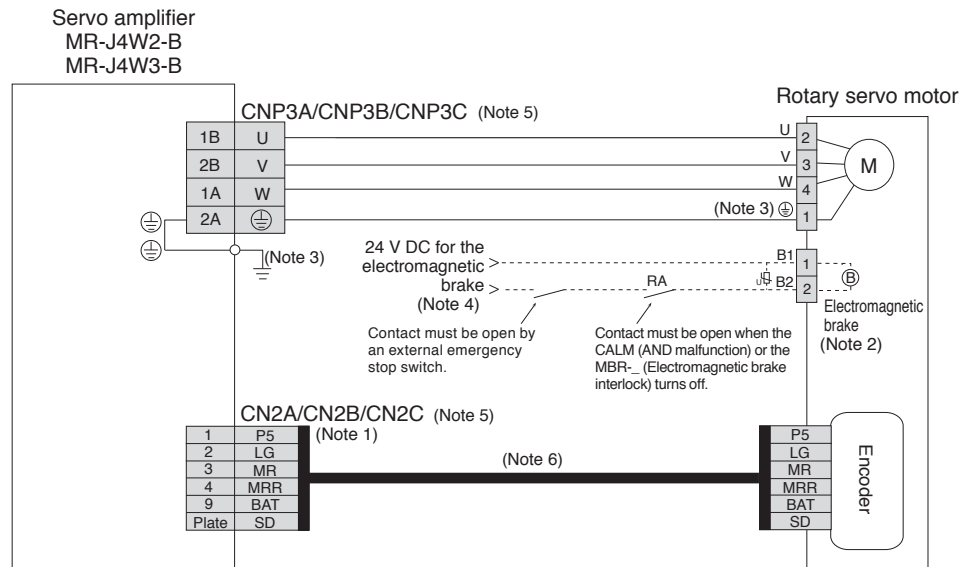 Servo amplifier
MR-J4W2-B
MR-J4W3-B
CNP3A/CNP3B/CNP3C (Note 5)
Rotary servo motor
1B U U 2
2B V V 3 M
1A W W 4
2A (Note 3) 1
(Note 3)
24 V DC for the
electromagnetic
brake
(Note 4)
B1 1
RA U B2 2 B
Electromagnetic
brake
(Note 2)
Contact must be open by
an external emergency
stop switch.
Contact must be open when the
CALM (AND malfunction) or the
MBR-_ (Electromagnetic brake
interlock) turns off.
CN2A/CN2B/CN2C (Note 5)
(Note 1)
(Note 6)
1 P5 P5
2 LG LG
3 MR MR
4 MRR MRR
9 BAT BAT
Plate SD SD
Encoder